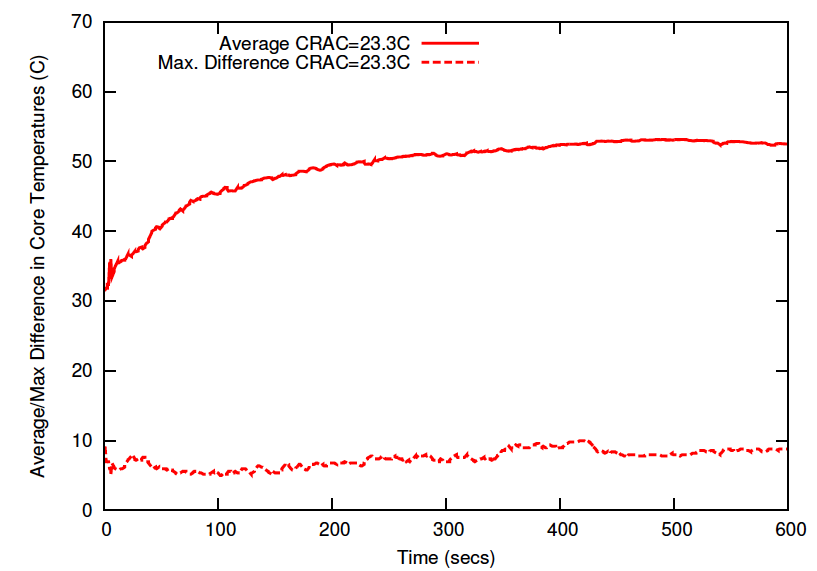 Average/Max Difference in Core Temperatures (C)
70
60
50
40
30
20
10
0
Average CRAC=23.3C
Max. Difference CRAC=23.3C
0 100 200 300 400 500 600
Time (secs)